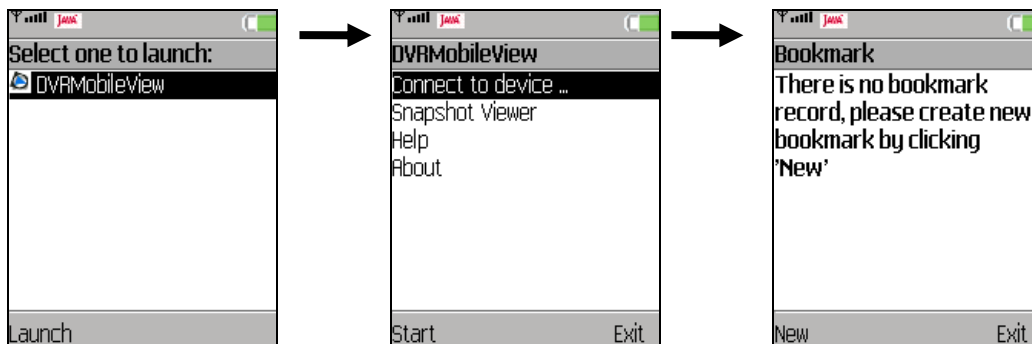 Java
Select one to launch:
DVRMobileView
Launch
Java
DVRMobileView
Connect to device ...
Snapshot Viewer
Help
About
Start Exit
Java
Bookmark
There is no bookmark
record, please create new
bookmark by clicking
'New'
New Exit